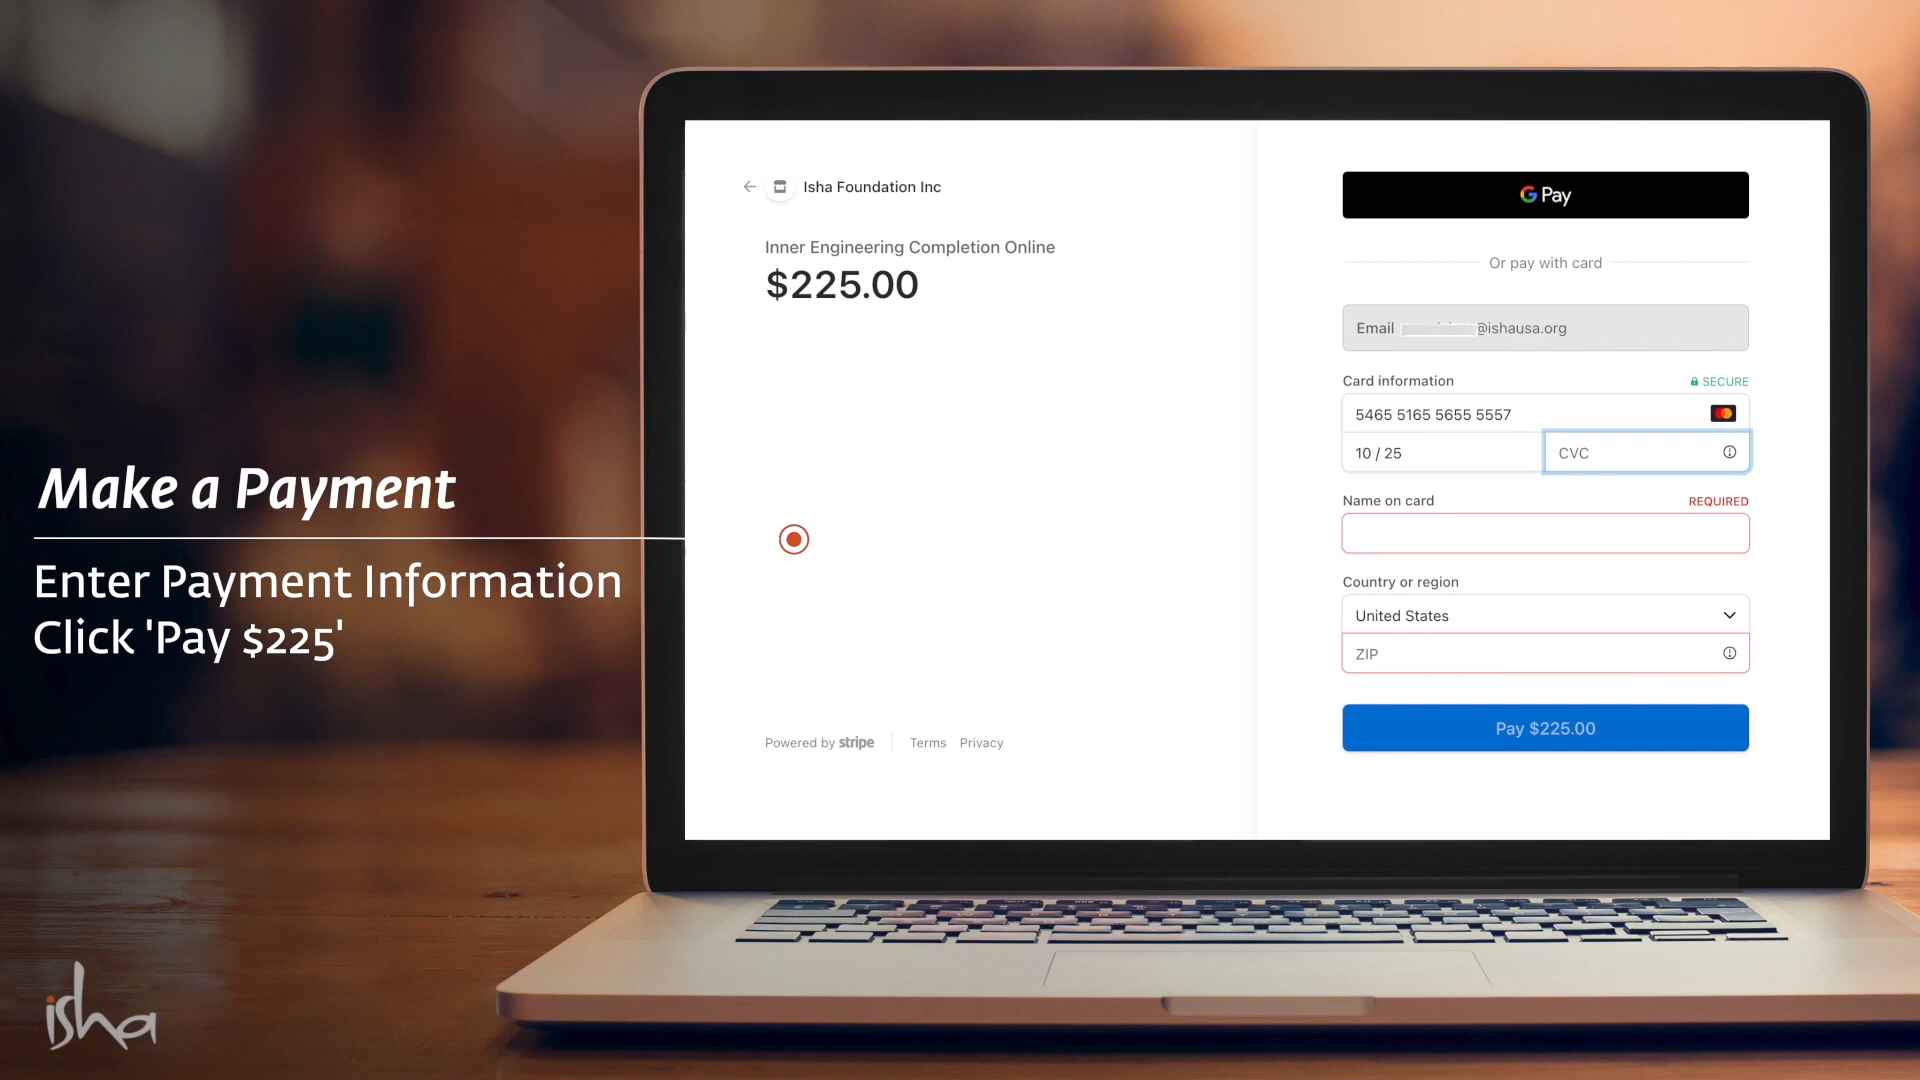 Make a Payment
Enter Payment Information
Click 'Pay $225'
isha
Isha Foundation Inc
Inner Engineering Completion Online
$225.00
Powered by stripe
Terms Privacy
G Pay
Or pay with card
Email @ishausa.org
Card information SECURE
5465 5165 5655 5557
10 / 25 CVC
Name on card REQUIRED
Country or region
United States
ZIP
Pay $225.00